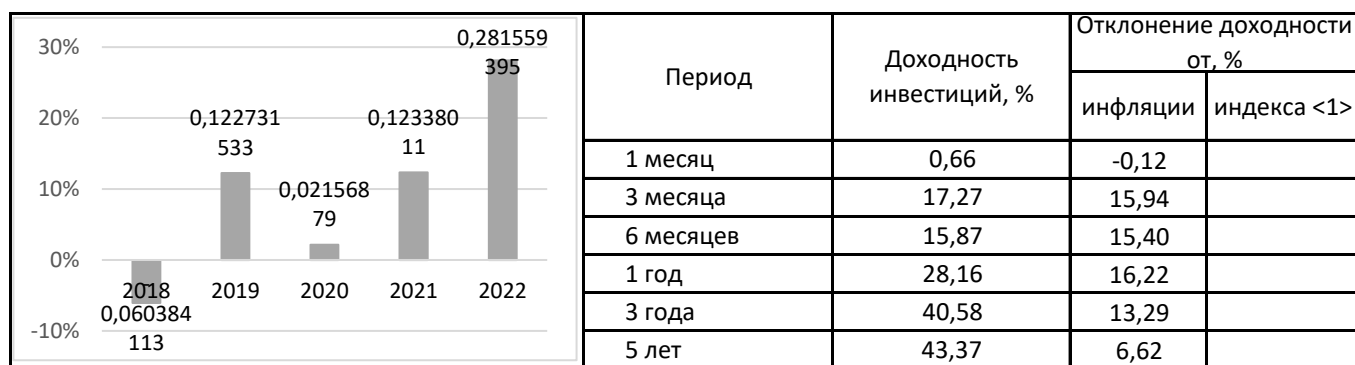 30%
20%
10%
0%
-10%
0,281559
395
0,122731
533
0,123380
11
0,021568
79
-
0,060384
113
2018 2019 2020 2021 2022
Период Доходность инвестиций, % Отклонение доходности от, %
инфляции индекса <1>
1 месяц 0,66 -0,12
3 месяца 17,27 15,94
6 месяцев 15,87 15,40
1 год 28,16 16,22
3 года 40,58 13,29
5 лет 43,37 6,62